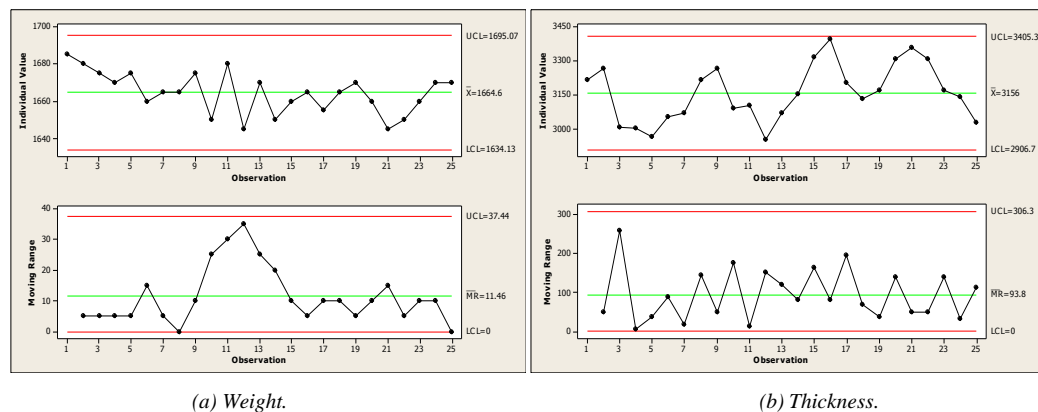 1700
1680
1660
1640
Individual Value
1 3 5 7 9 11 13 15 17 19 21 23 25
Observation
UCL=1695.07
X̄=1664.6
LCL=1634.13
40
30
20
10
0
Moving Range
1 3 5 7 9 11 13 15 17 19 21 23 25
Observation
UCL=37.44
M̅R̅=11.46
LCL=0
(a) Weight.
3450
3300
3150
3000
Individual Value
1 3 5 7 9 11 13 15 17 19 21 23 25
Observation
UCL=3405.3
X̄=3156
LCL=2906.7
300
200
100
0
Moving Range
1 3 5 7 9 11 13 15 17 19 21 23 25
Observation
UCL=306.3
M̅R̅=93.8
LCL=0
(b) Thickness.